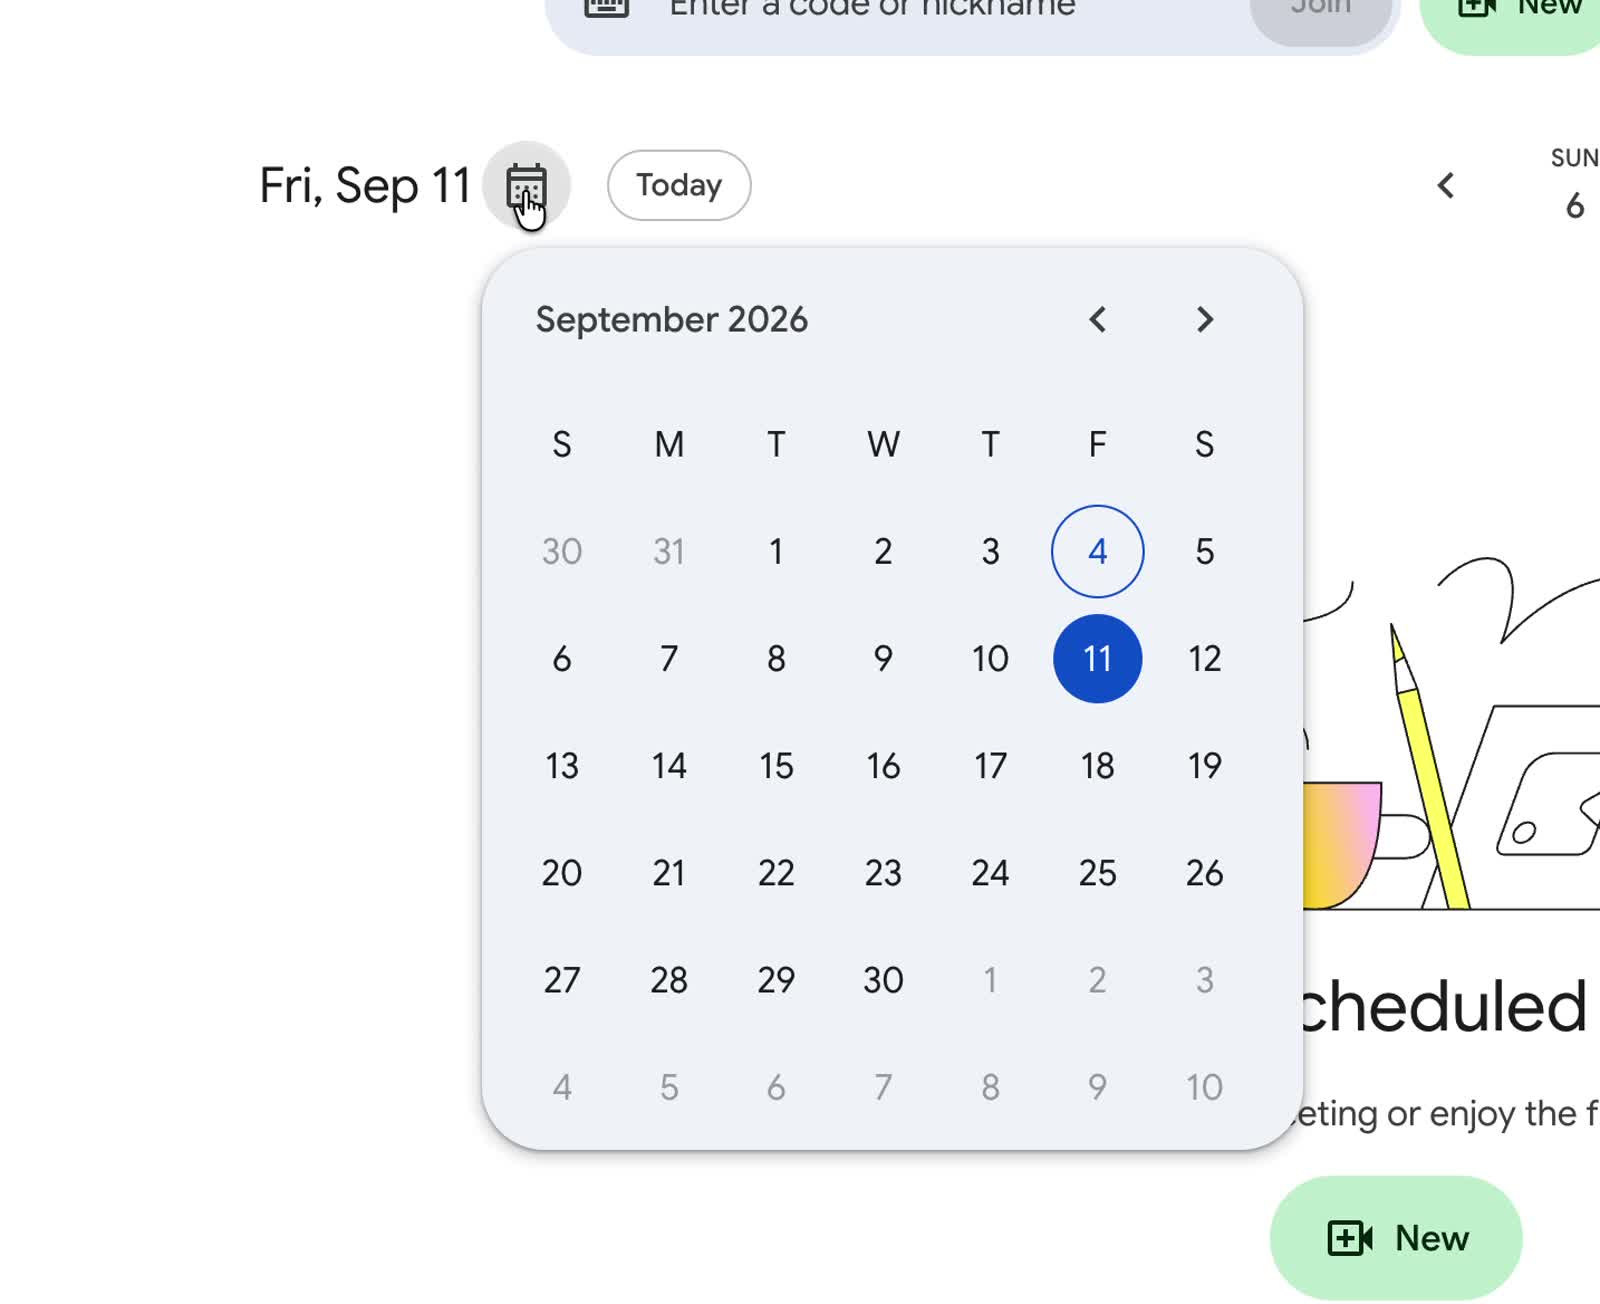 Enter a code or nickname Join New
Fri, Sep 11 Today SUN
6
September 2026
S M T W T F S
30 31 1 2 3 4 5
6 7 8 9 10 11 12
13 14 15 16 17 18 19
20 21 22 23 24 25 26
27 28 29 30 1 2 3
cheduled
4 5 6 7 8 9 10
eting or enjoy the f
New